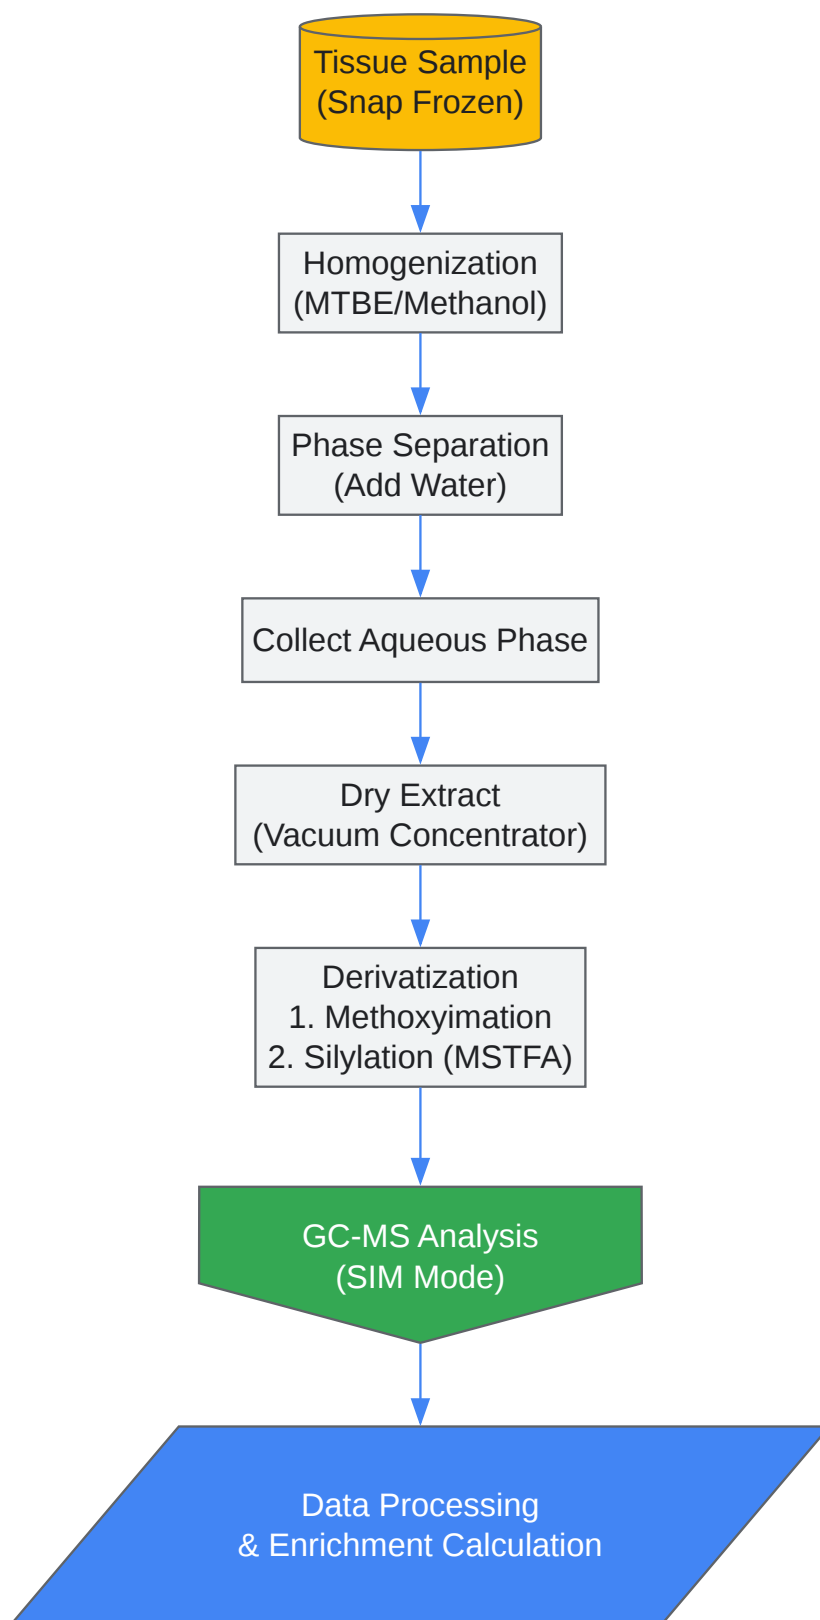 Tissue Sample
(Snap Frozen)
Homogenization
(MTBE/Methanol)
Phase Separation
(Add Water)
Collect Aqueous Phase
Dry Extract
(Vacuum Concentrator)
Derivatization
1. Methoxyimation
2. Silylation (MSTFA)
GC-MS Analysis
(SIM Mode)
Data Processing
& Enrichment Calculation